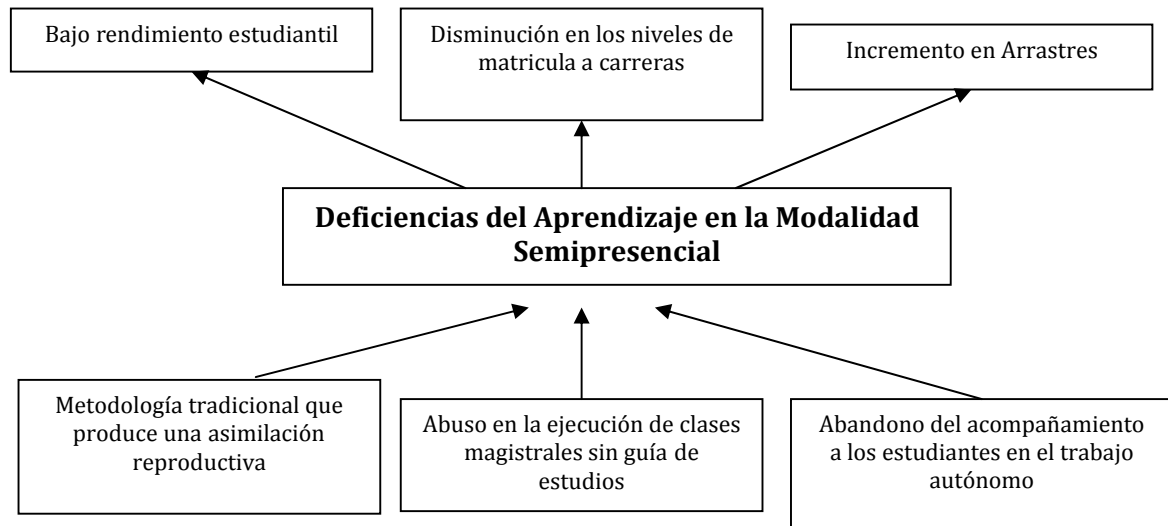 Bajo rendimiento estudiantil
Disminución en los niveles de
matricula a carreras
Incremento en Arrastres
Deficiencias del Aprendizaje en la Modalidad
Semipresencial
Metodología tradicional que
produce una asimilación
reproductiva
Abuso en la ejecución de clases
magistrales sin guía de
estudios
Abandono del acompañamiento
a los estudiantes en el trabajo
autónomo